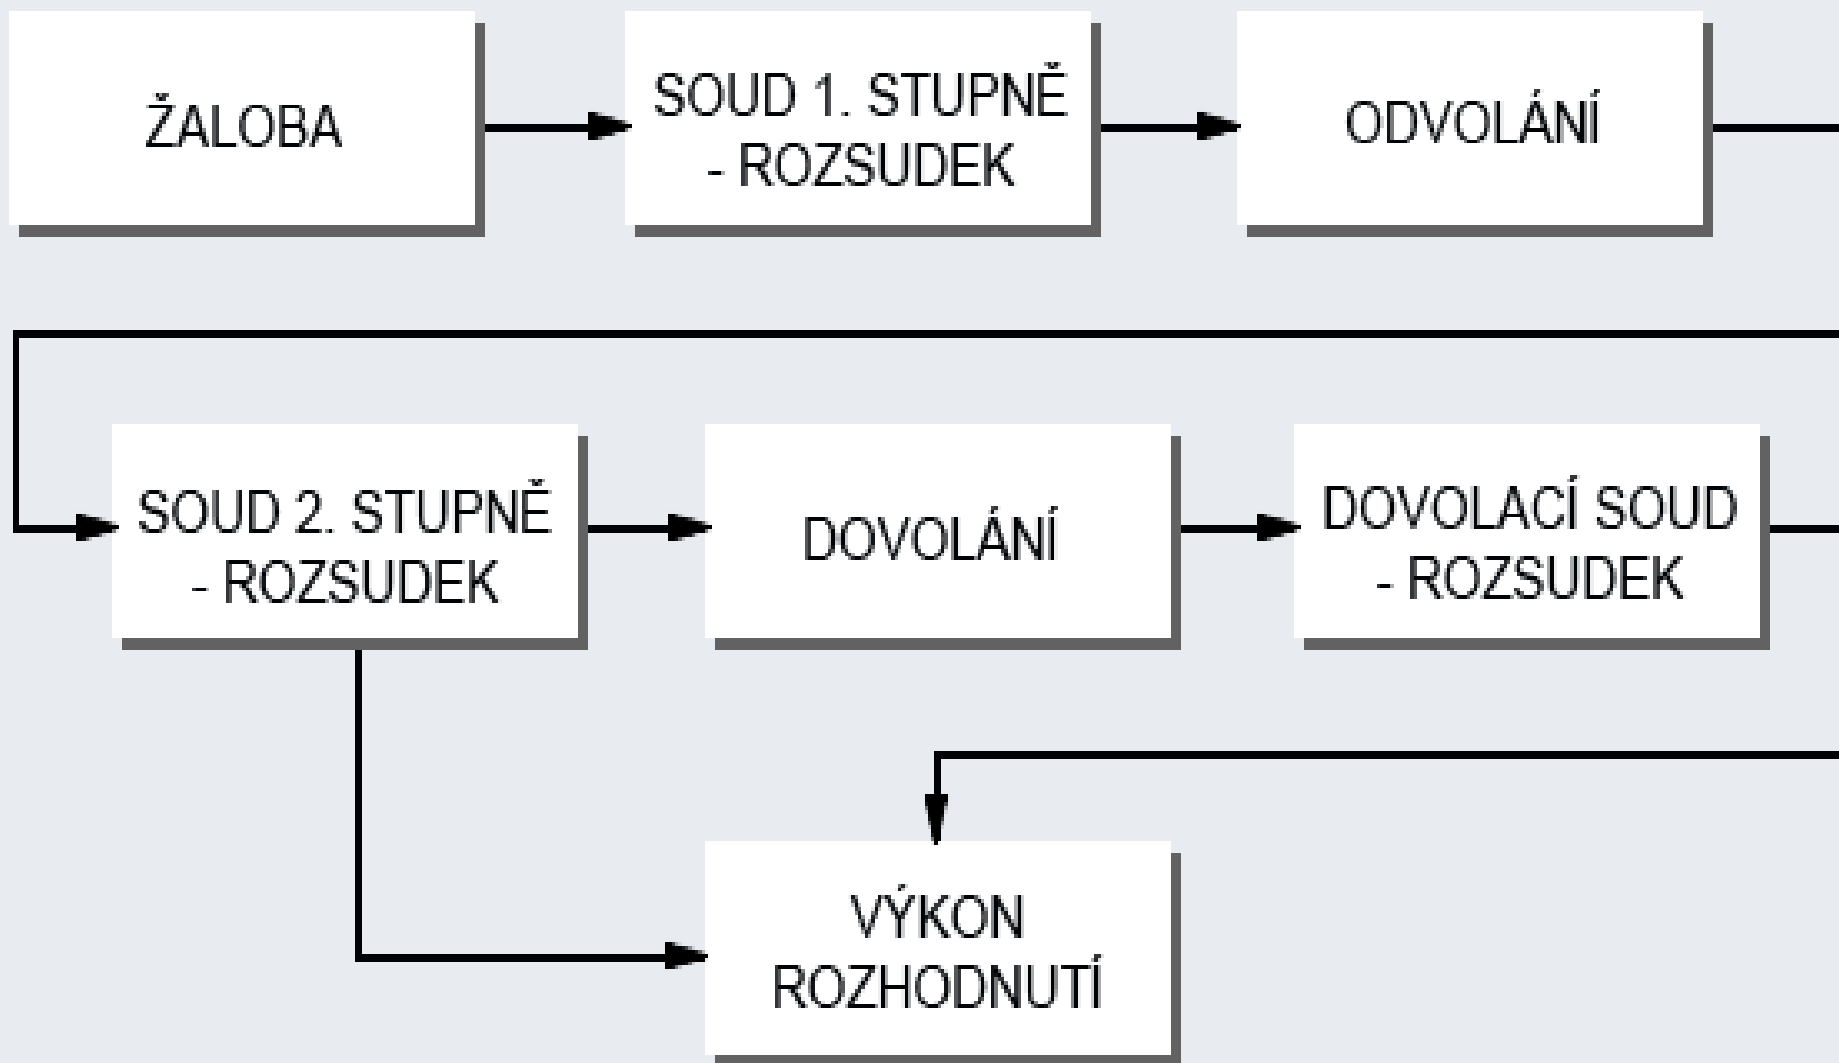 ŽALOBA
SOUD 1. STUPNĚ
- ROZSUDEK
ODVOLÁNÍ
SOUD 2. STUPNĚ
- ROZSUDEK
DOVOLÁNÍ
DOVOLACÍ SOUD
- ROZSUDEK
VÝKON
ROZHODNUTÍ